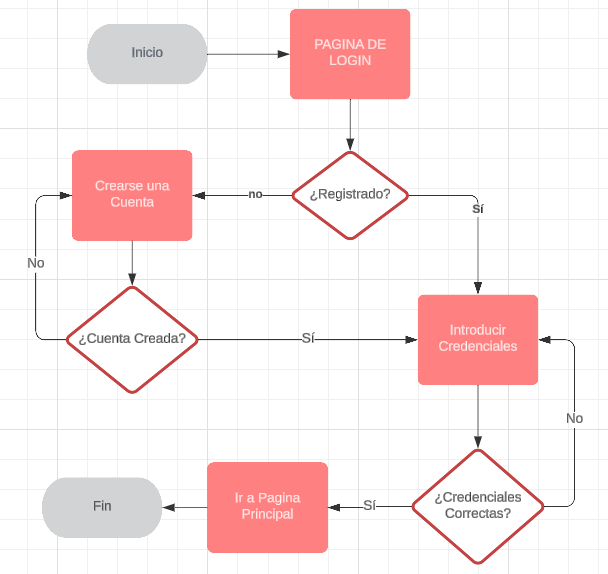 Inicio
PAGINA DE
LOGIN
Crearse una
Cuenta
no
¿Registrado?
Sí
No
¿Cuenta Creada?
Sí
Introducir
Credenciales
No
Ir a Pagina
Principal
Sí
¿Credenciales
Correctas?
Fin